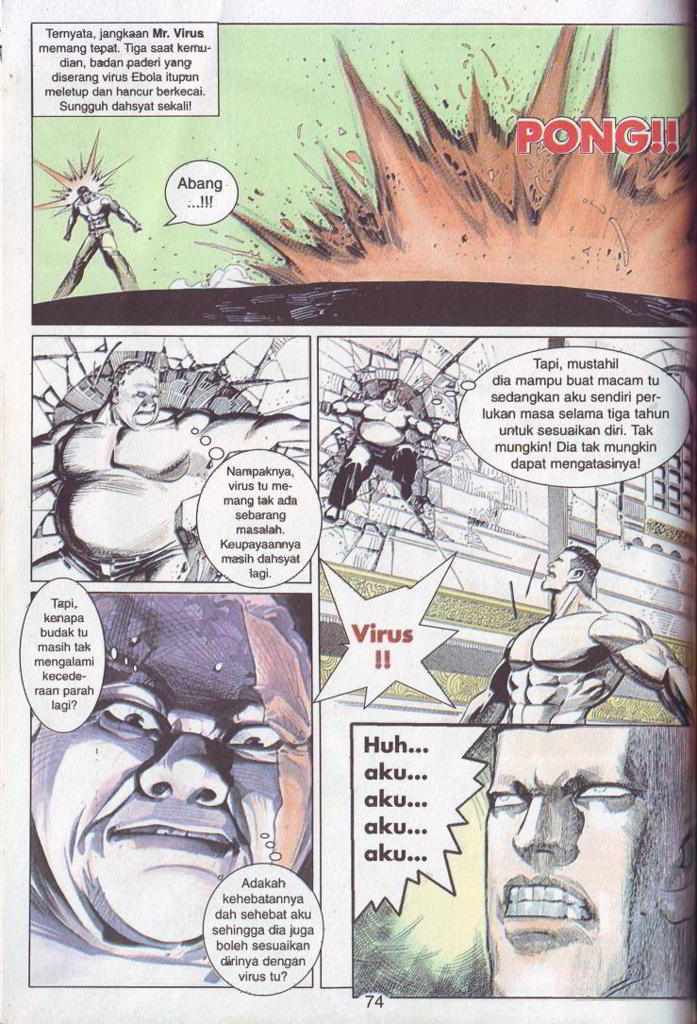 Ternyata, jangkaan Mr. Virus
memang tepat. Tiga saat kemu-
dian, badan paderi yang
diserang virus Ebola itupun
meletup dan hancur berkecai.
Sungguh dahsyat sekali!
PONG!!
Abang
...!!!
Nampaknya,
virus tu me-
mang tak ada
sebarang
masalah.
Keupayaannya
masih dahsyat
lagi.
Tapi, mustahil
dia mampu buat macam tu
sedangkan aku sendiri per-
lukan masa selama tiga tahun
untuk sesuaikan diri. Tak
mungkin! Dia tak mungkin
dapat mengatasinya!
Virus
!!
Tapi,
kenapa
budak tu
masih tak
mengalami
kecede-
raan parah
lagi?
Adakah
kehebatannya
dah sehebat aku
sehingga dia juga
boleh sesuaikan
dirinya dengan
virus tu?
Huh...
aku...
aku...
aku...
aku...
74